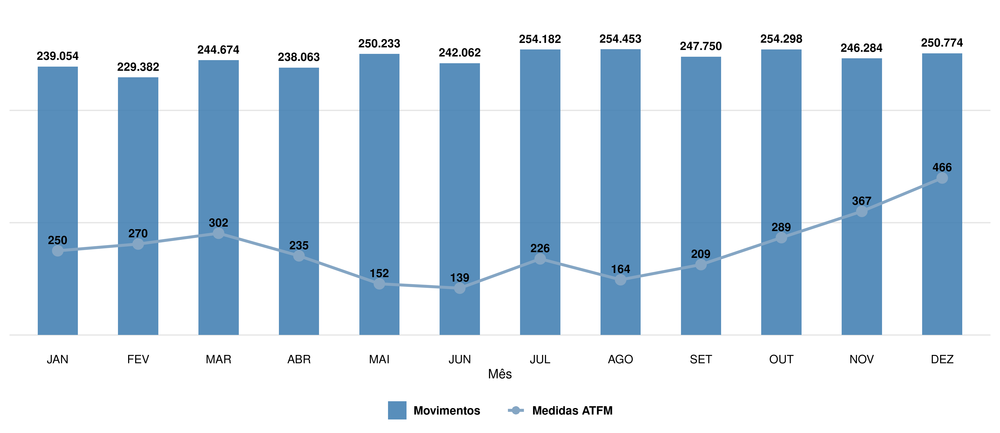 239.054 229.382 244.674 238.063 250.233 242.062 254.182 254.453 247.750 254.298 246.284 250.774
250 270 302 235 152 139 226 164 209 289 367 466
JAN FEV MAR ABR MAI JUN JUL AGO SET OUT NOV DEZ
Mês
Movimentos Medidas ATFM